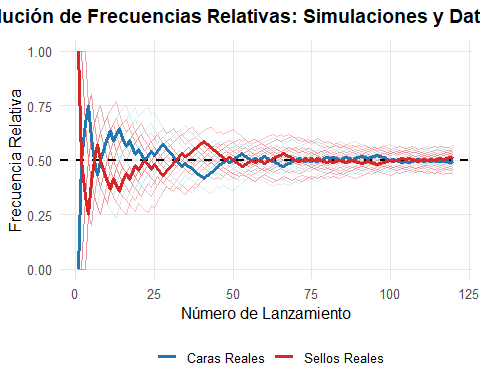 lución de Frecuencias Relativas: Simulaciones y Dat
1.00
0.75
0.50
0.25
0.00
Frecuencia Relativa
0 25 50 75 100 125
Número de Lanzamiento
Caras Reales Sellos Reales